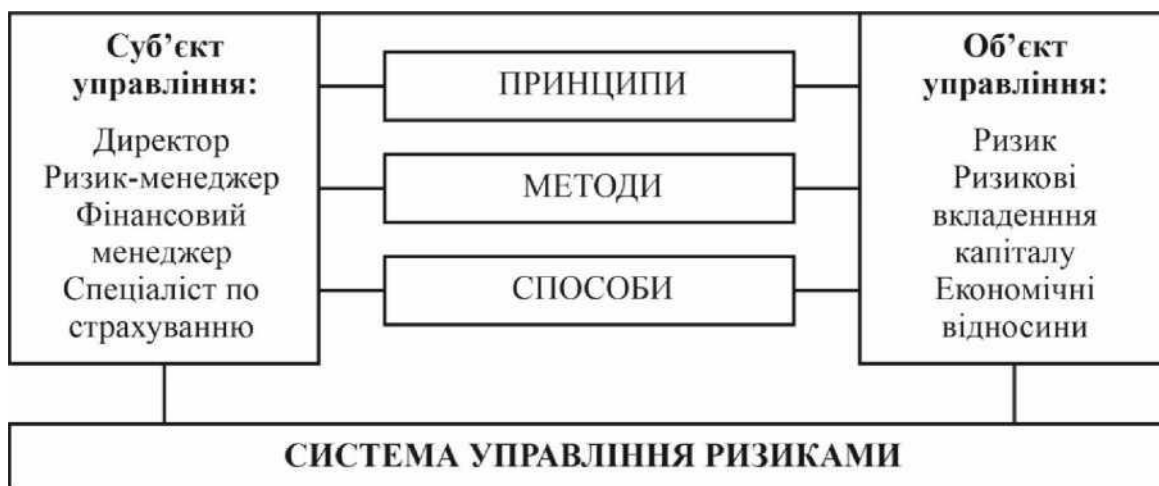 Суб’єкт
управління:
Директор
Ризик-менеджер
Фінансовий
менеджер
Спеціаліст по
страхуванню
ПРИНЦИПИ
МЕТОДИ
СПОСОБИ
Об’єкт
управління:
Ризик
Ризикові
вкладенння
капіталу
Економічні
відносини
СИСТЕМА УПРАВЛІННЯ РИЗИКАМИ